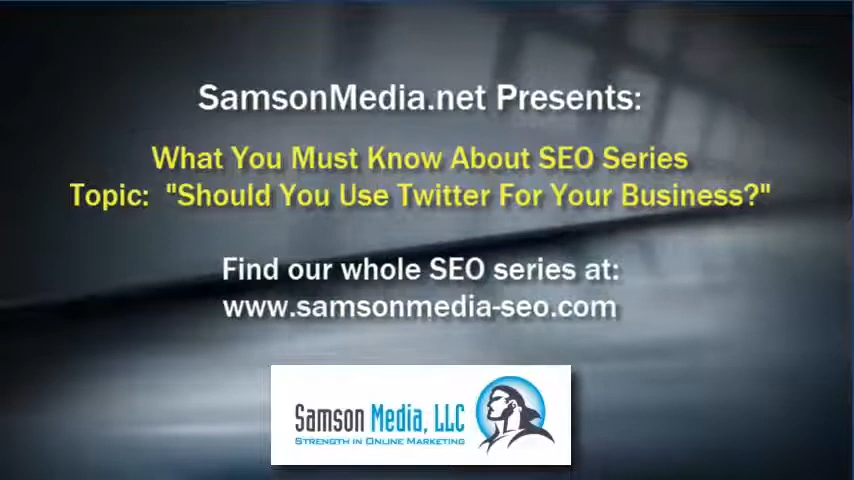 SamsonMedia.net Presents:
What You Must Know About SEO Series
Topic:  "Should You Use Twitter For Your Business?"
Find our whole SEO series at:
www.samsonmedia-seo.com
Samson Media, LLC
STRENGTH IN ONLINE MARKETING